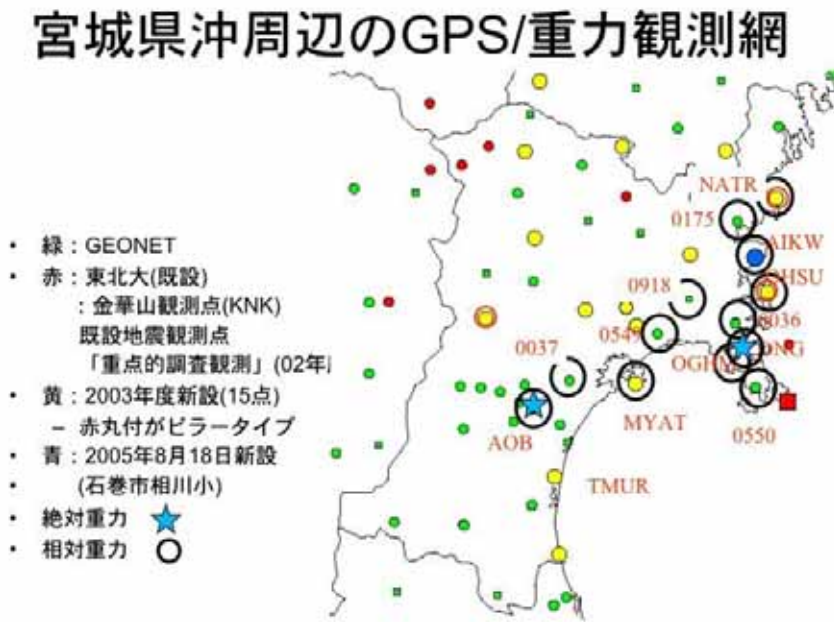 宮城県沖周辺のGPS/重力観測網
• 緑：GEONET
• 赤：東北大(既設)
：金華山観測点(KNK)
既設地震観測点
「重点的調査観測」(02年
• 黄：2003年度新設(15点)
– 赤丸付がピラータイプ
• 青：2005年8月18日新設
• (石巻市相川小)
• 絶対重力
• 相対重力
NATR
0175
AIKW
OHSU
0918
0036
0549
ONG
OGHM
0037
MYAT
AOB
0550
TMUR